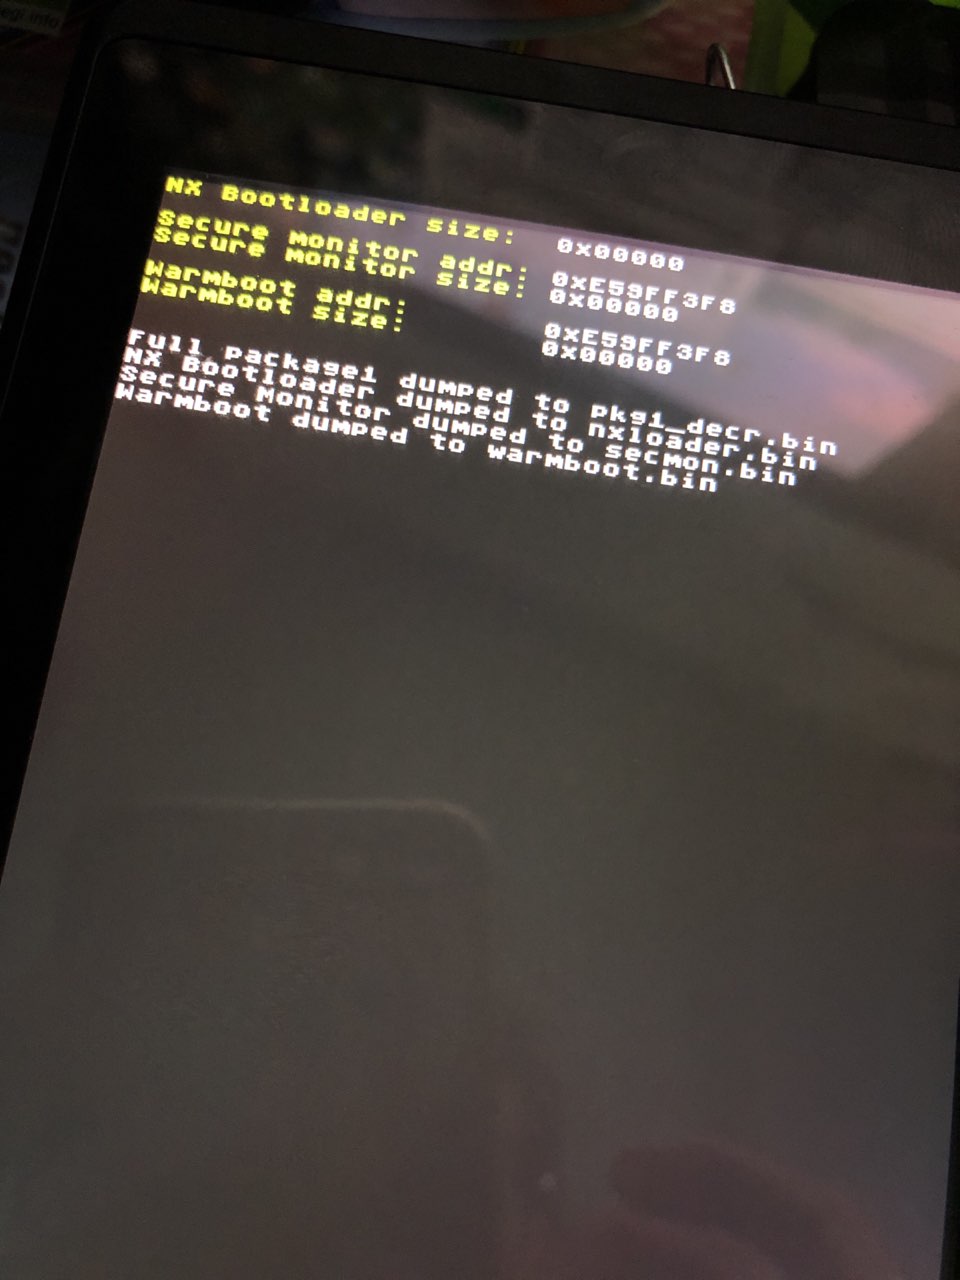 NX Bootloader size: 0x00000
Secure monitor addr: 0xE59FF3F8
Secure monitor size: 0x00000
Warmboot addr: 0xE59FF3F8
Warmboot size: 0x00000
Full package1 dumped to pkg1_decr.bin
NX Bootloader dumped to nxloader.bin
Secure Monitor dumped to secmon.bin
Warmboot dumped to warmboot.bin